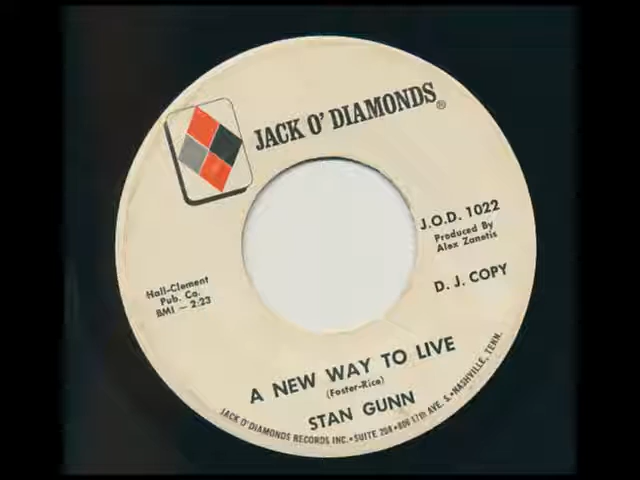 JACK O' DIAMONDS®
J.O.D. 1022
Produced By
Alex Zanetis
D. J. COPY
Hall-Clement
Pub. Co.
BMI — 2:23
A NEW WAY TO LIVE
(Foster-Rice)
STAN GUNN
JACK O' DIAMONDS RECORDS INC. • SUITE 208 • 806 17th AVE. S. • NASHVILLE, TENN.